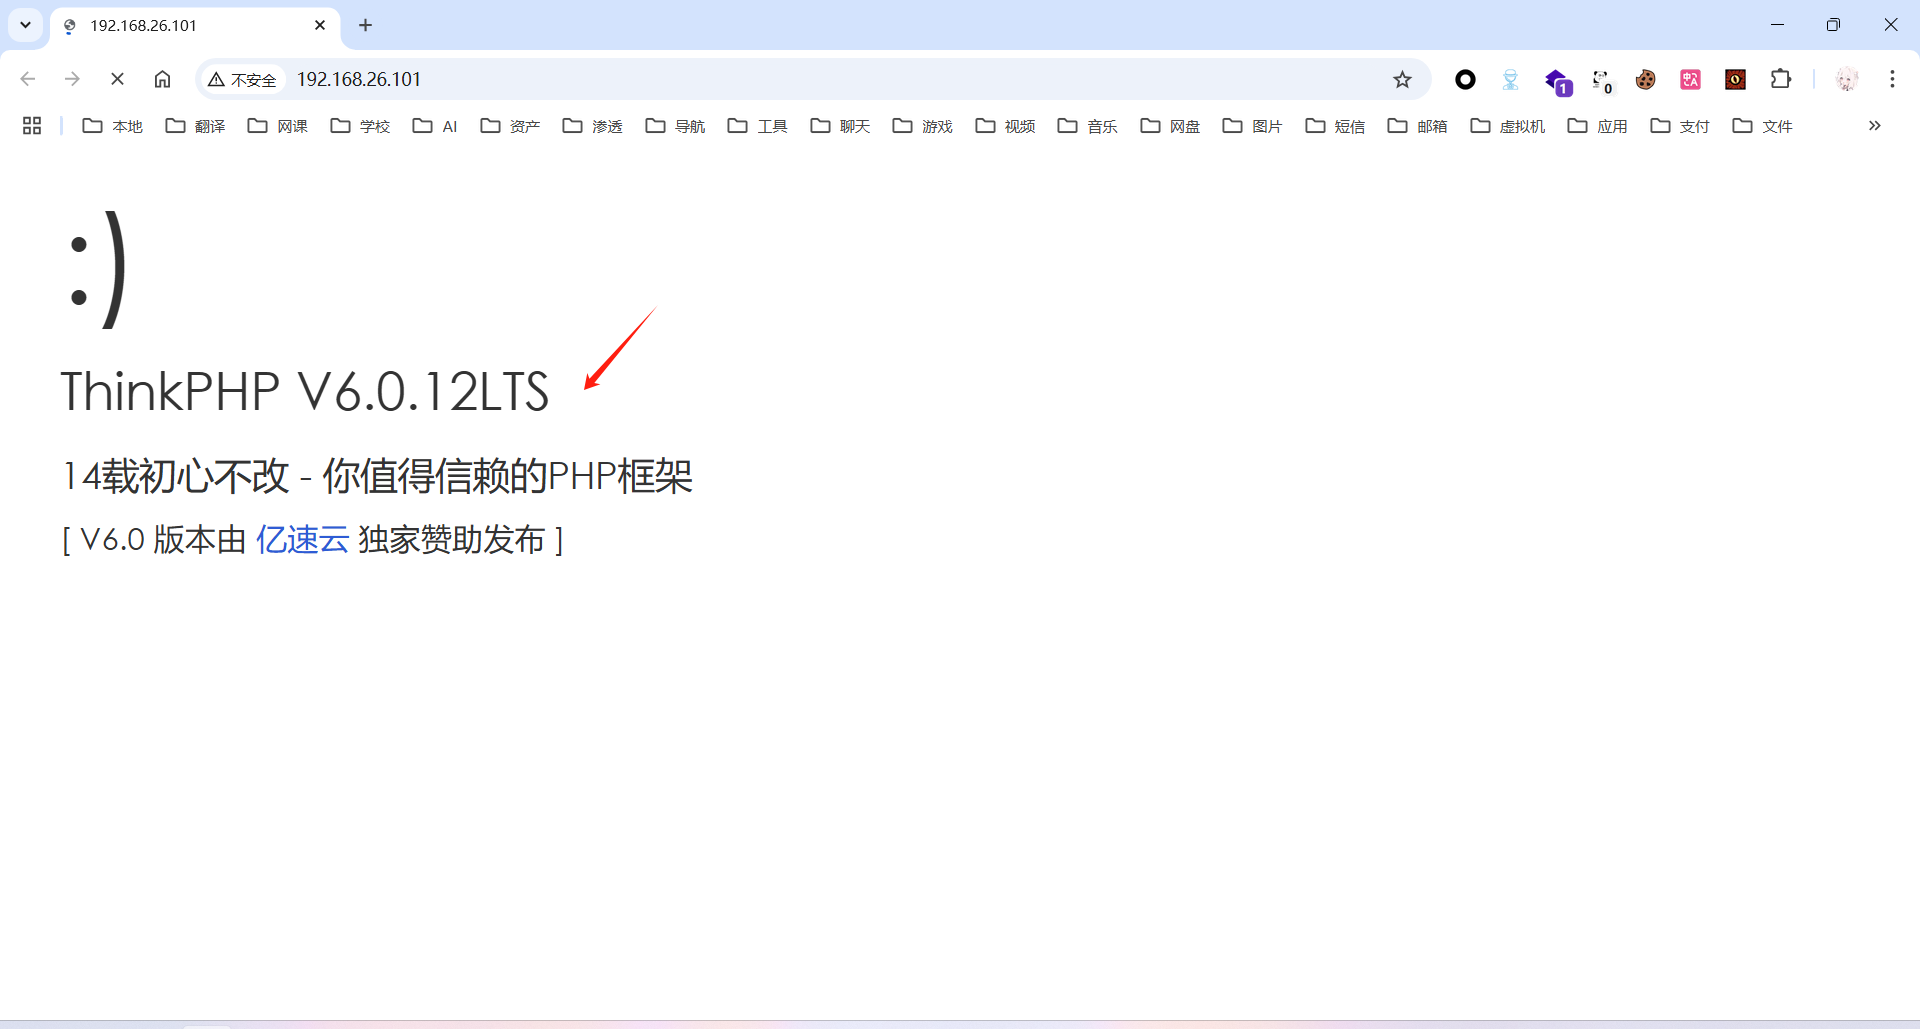 192.168.26.101
不安全 192.168.26.101
1
0
本地 翻译 网课 学校 AI 资产 渗透 导航 工具 聊天 游戏 视频 音乐 网盘 图片 短信 邮箱 虚拟机 应用 支付 文件
:)
ThinkPHP V6.0.12LTS
14载初心不改 - 你值得信赖的PHP框架
[ V6.0 版本由 亿速云 独家赞助发布 ]